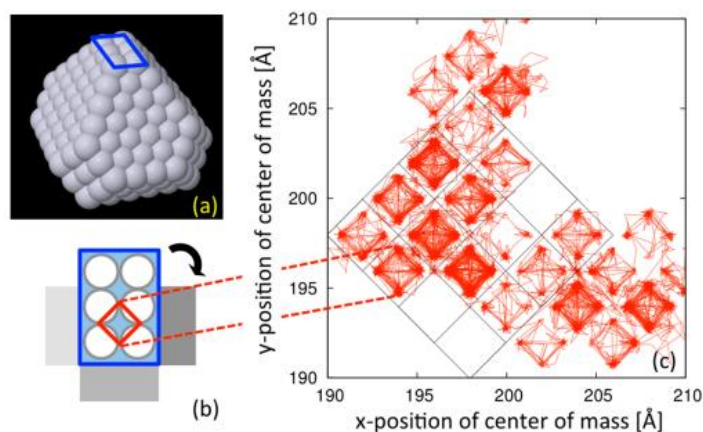 (a)
(b)
y-position of center of mass [Å]
210
205
200
195
190
190
195
200
205
210
(c)
x-position of center of mass [Å]